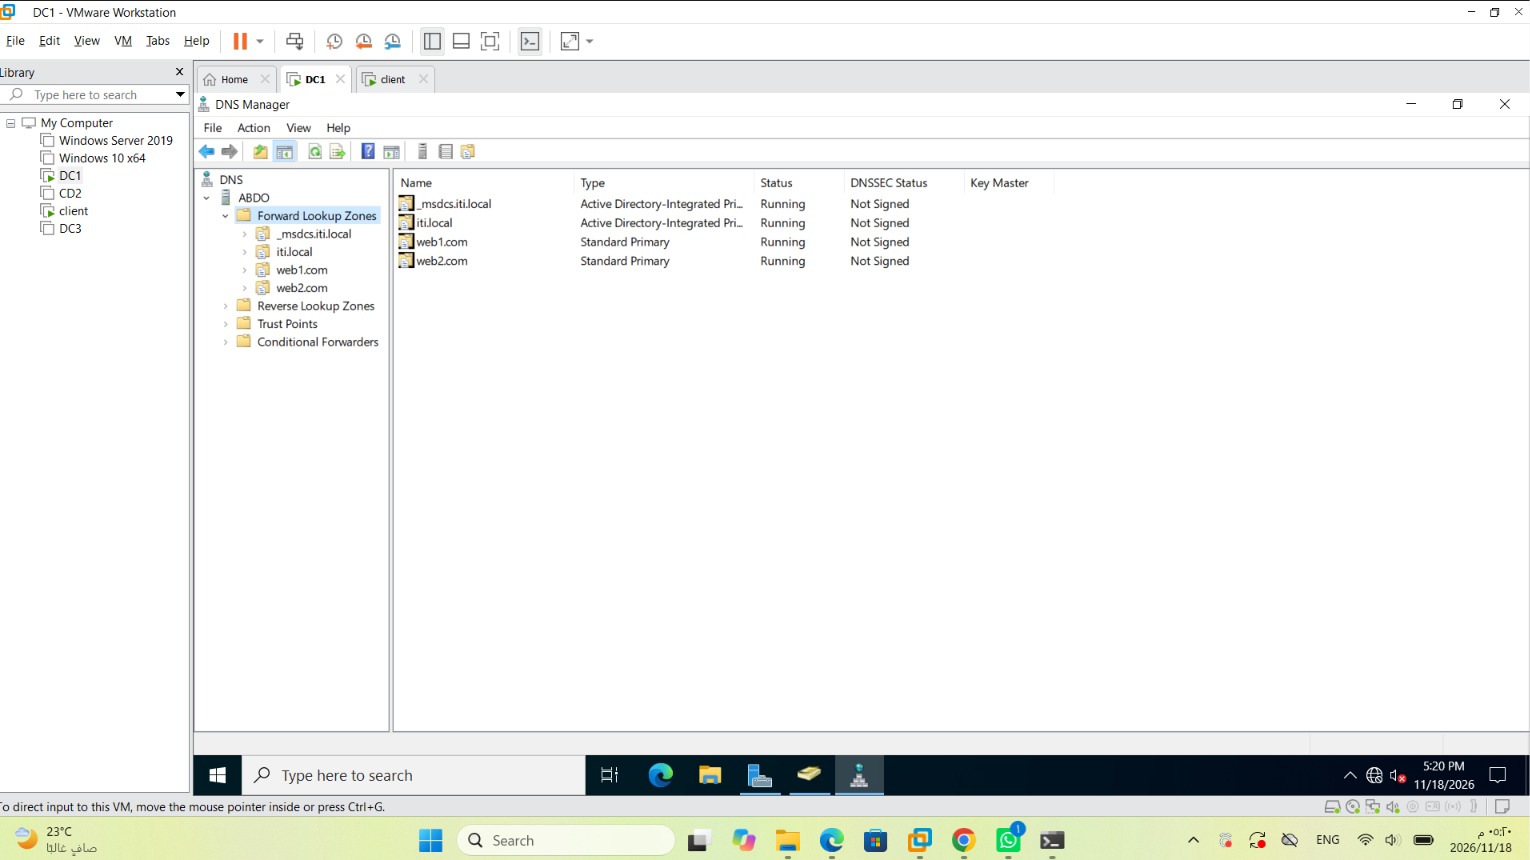 DC1 - VMware Workstation
File Edit View VM Tabs Help
Library
Type here to search
My Computer
Windows Server 2019
Windows 10 x64
DC1
CD2
client
DC3
Home DC1 client
DNS Manager
File Action View Help
DNS
ABDO
Forward Lookup Zones
_msdcs.iti.local
iti.local
web1.com
web2.com
Reverse Lookup Zones
Trust Points
Conditional Forwarders
Name Type Status DNSSEC Status Key Master
_msdcs.iti.local Active Directory-Integrated Pri... Running Not Signed
iti.local Active Directory-Integrated Pri... Running Not Signed
web1.com Standard Primary Running Not Signed
web2.com Standard Primary Running Not Signed
Type here to search
5:20 PM
11/18/2026
To direct input to this VM, move the mouse pointer inside or press Ctrl+G.
23°C
صافٍ غالبًا
Search
1
ENG
٠٥:٢٠ م
2026/11/18